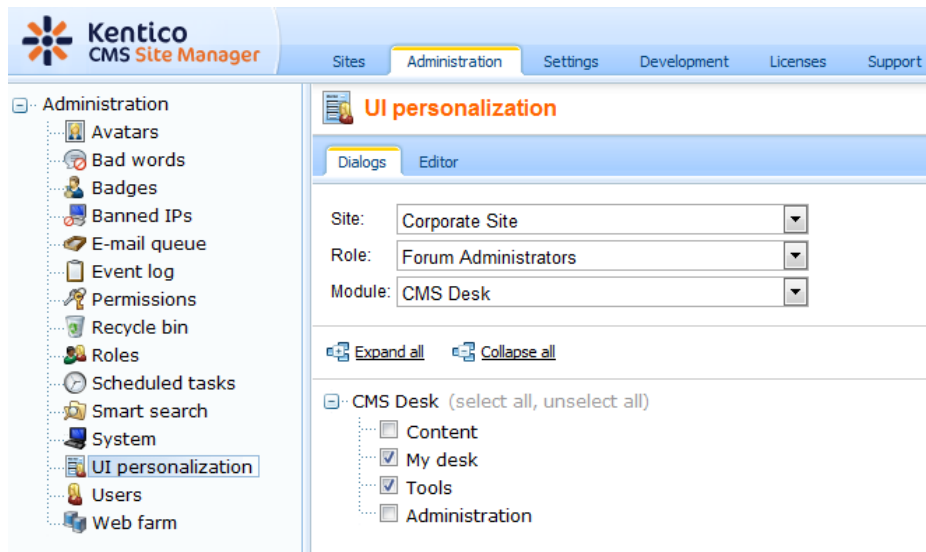 Kentico
CMS Site Manager
Sites Administration Settings Development Licenses Support
Administration
Avatars
Bad words
Badges
Banned IPs
E-mail queue
Event log
Permissions
Recycle bin
Roles
Scheduled tasks
Smart search
System
UI personalization
Users
Web farm
UI personalization
Dialogs Editor
Site: Corporate Site
Role: Forum Administrators
Module: CMS Desk
Expand all Collapse all
CMS Desk (select all, unselect all)
Content
My desk
Tools
Administration